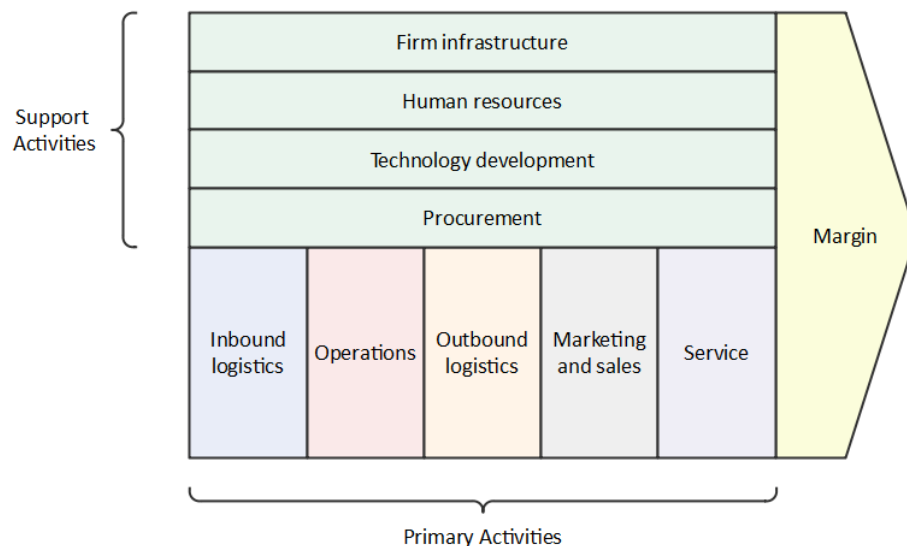 Firm infrastructure
Human resources
Support
Activities
Technology development
Procurement
Margin
Inbound
logistics
Operations
Outbound
logistics
Marketing
and sales
Service
Primary Activities